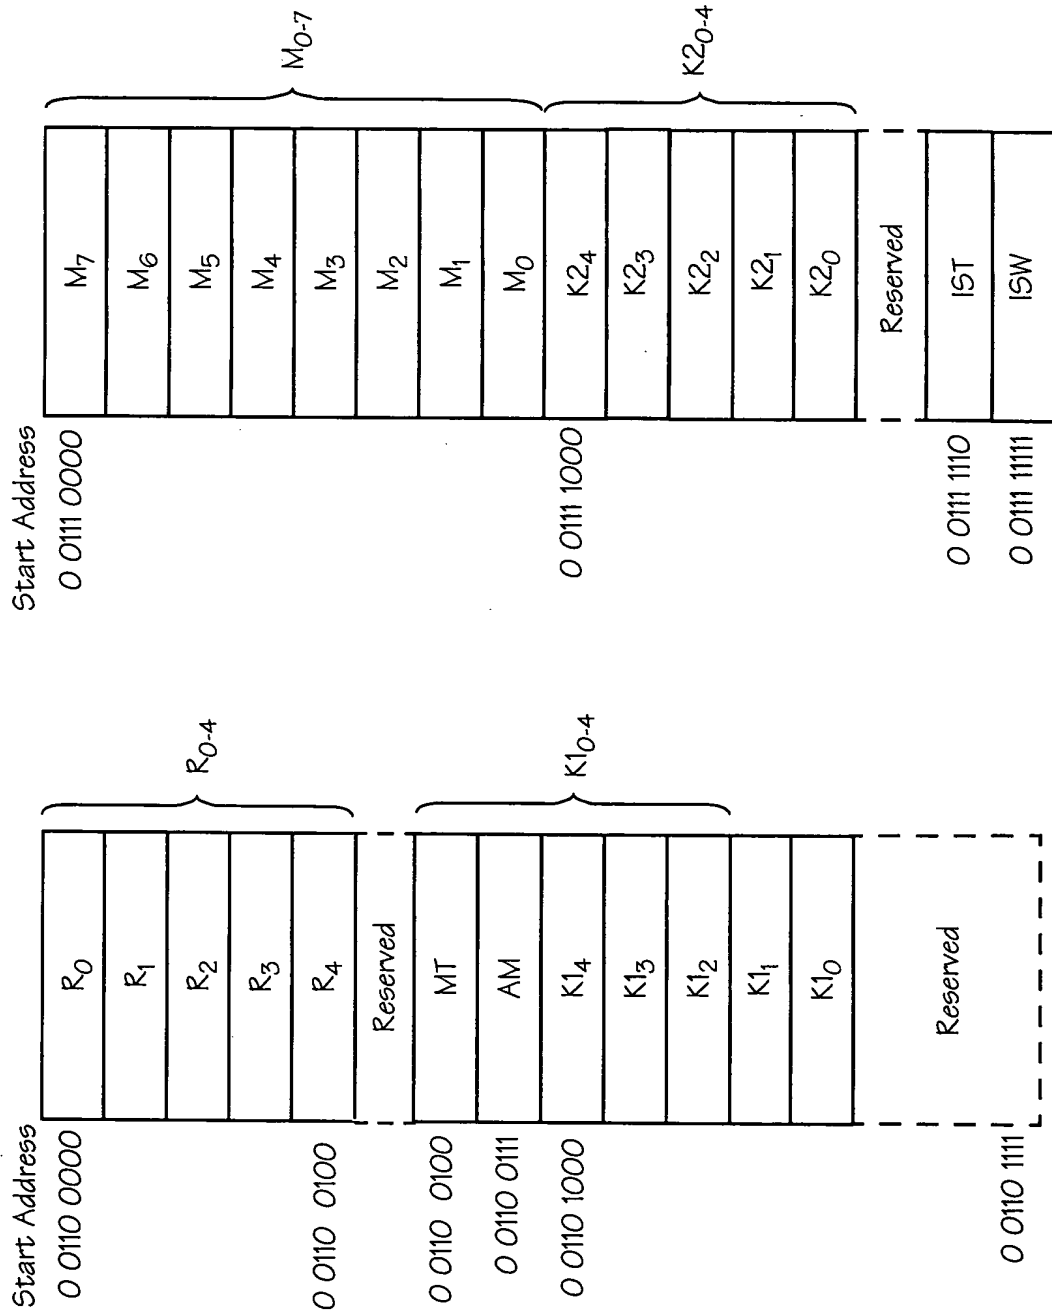 Start Address
0 0110 0000
R0
R1
R2
R3
0 0110 0100
R4
R0-4
Reserved
0 0110 0100
MT
0 0110 0111
AM
0 0110 1000
K14
K13
K12
K11
K10
K10-4
Reserved
0 0110 1111
Start Address
0 0111 0000
M7
M6
M5
M4
M3
M2
M1
M0
M0-7
0 0111 1000
K24
K23
K22
K21
K20
K20-4
Reserved
0 0111 1110
IST
0 0111 11111
ISW